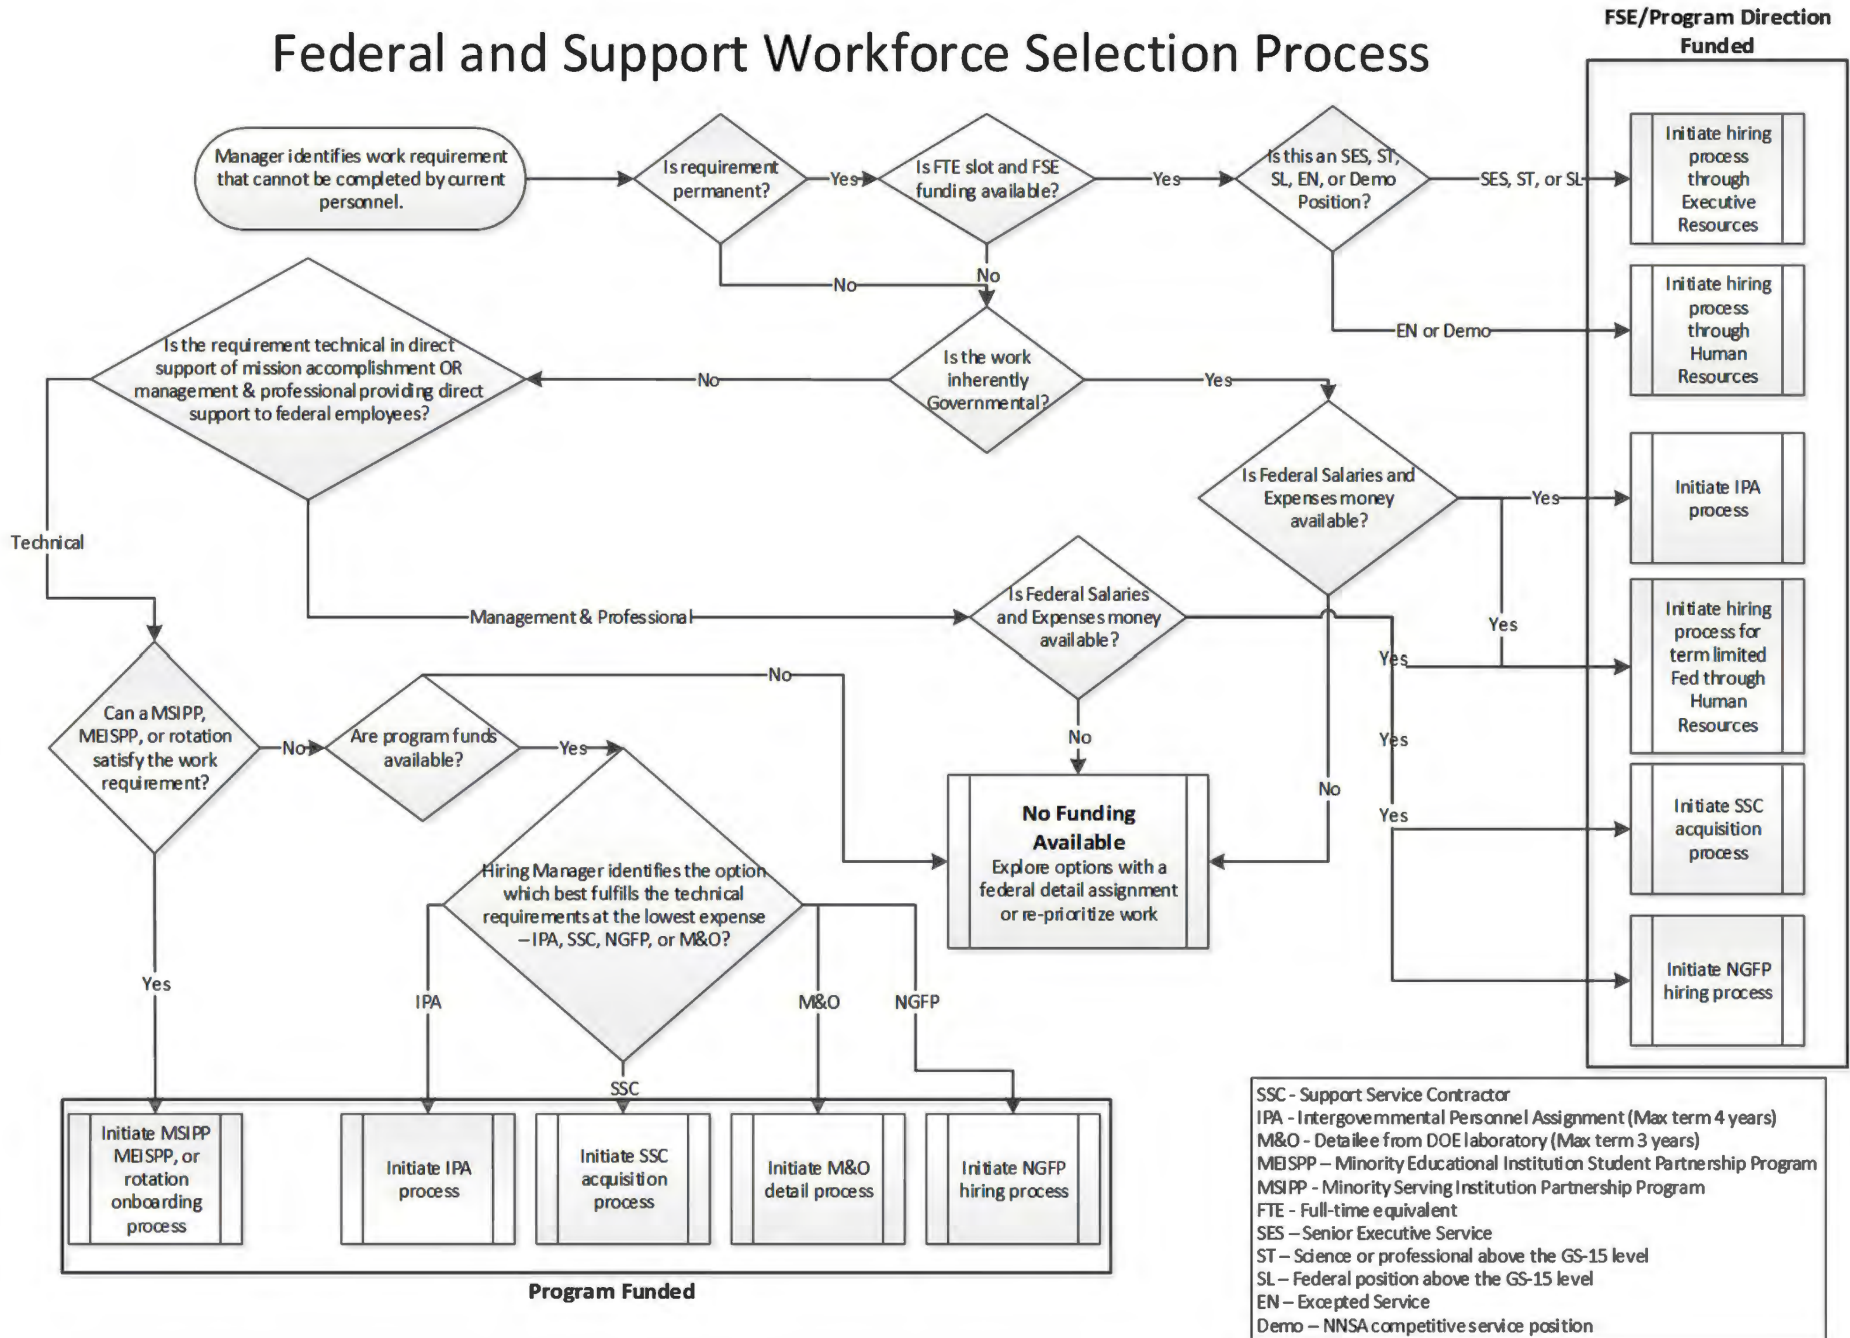 FSE/Program Direction
Funded
Federal and Support Workforce Selection Process
Manager identifies work requirement
that cannot be completed by current
personnel.
Is requirement
permanent?
Yes
Is FTE slot and FSE
funding available?
Yes
Is this an SES, ST,
SL, EN, or Demo
Position?
SES, ST, or SL
Initiate hiring
process
through
Executive
Resources
No
No
EN or Demo
Initiate hiring
process
through
Human
Resources
Is the requirement technical in direct
support of mission accomplishment OR
management & professional providing direct
support to federal employees?
No
Is the work
inherently
Governmental?
Yes
Is Federal Salaries and
Expenses money
available?
Yes
Initiate IPA
process
Technical
Management & Professional
Is Federal Salaries
and Expenses money
available?
Yes
Yes
Initiate hiring
process for
term limited
Fed through
Human
Resources
No
Can a MSIPP,
MEISPP, or rotation
satisfy the work
requirement?
No
Are program funds
available?
Yes
No
Yes
No
No Funding
Available
Explore options with a
federal detail assignment
or re-prioritize work
Yes
Initiate SSC
acquisition
process
Hiring Manager identifies the option
which best fulfills the technical
requirements at the lowest expense
– IPA, SSC, NGFP, or M&O?
Initiate NGFP
hiring process
Yes
IPA
M&O
NGFP
SSC
Initiate MSIPP
MEISPP, or
rotation
onboarding
process
Initiate IPA
process
Initiate SSC
acquisition
process
Initiate M&O
detail process
Initiate NGFP
hiring process
Program Funded
SSC - Support Service Contractor
IPA - Intergovernmental Personnel Assignment (Max term 4 years)
M&O - Detailee from DOE laboratory (Max term 3 years)
MEISPP – Minority Educational Institution Student Partnership Program
MSIPP - Minority Serving Institution Partnership Program
FTE - Full-time equivalent
SES – Senior Executive Service
ST – Science or professional above the GS-15 level
SL – Federal position above the GS-15 level
EN – Excepted Service
Demo – NNSA competitive service position